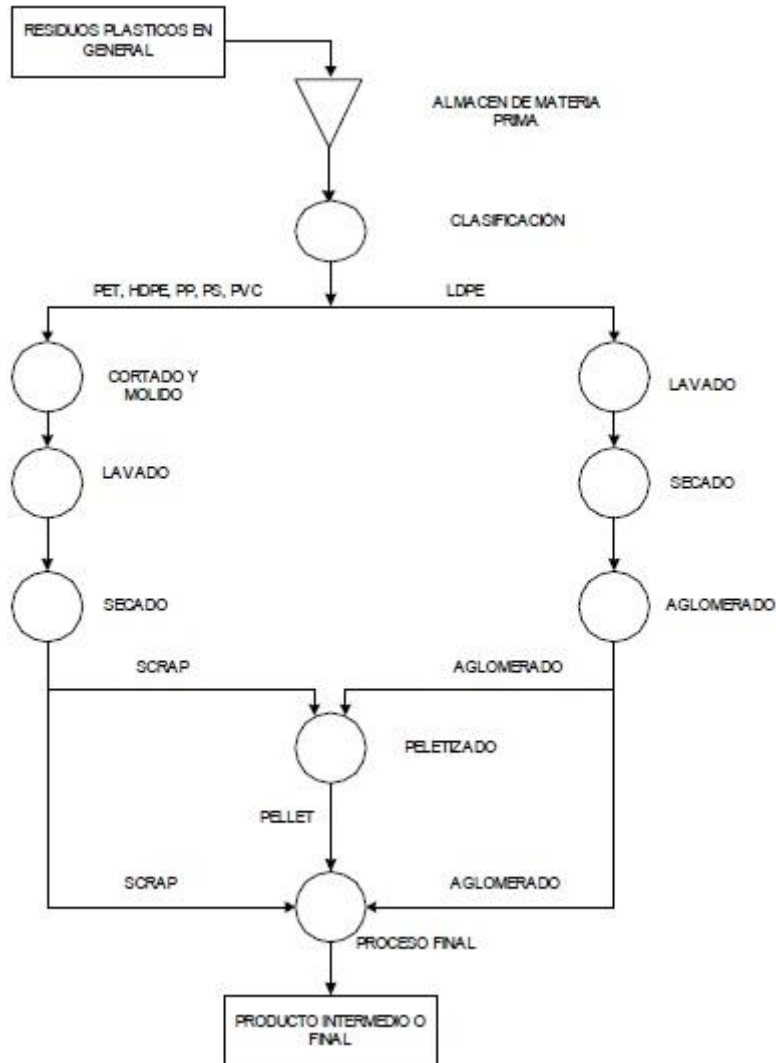 RESIDUOS PLASTICOS EN
GENERAL
ALMACEN DE MATERIA
PRIMA
CLASIFICACIÓN
PET, HDPE, PP, PS, PVC
LDPE
CORTADO Y
MOLIDO
LAVADO
LAVADO
SECADO
SECADO
AGLOMERADO
SCRAP
AGLOMERADO
PELETIZADO
PELLET
SCRAP
AGLOMERADO
PROCESO FINAL
PRODUCTO INTERMEDIO O
FINAL